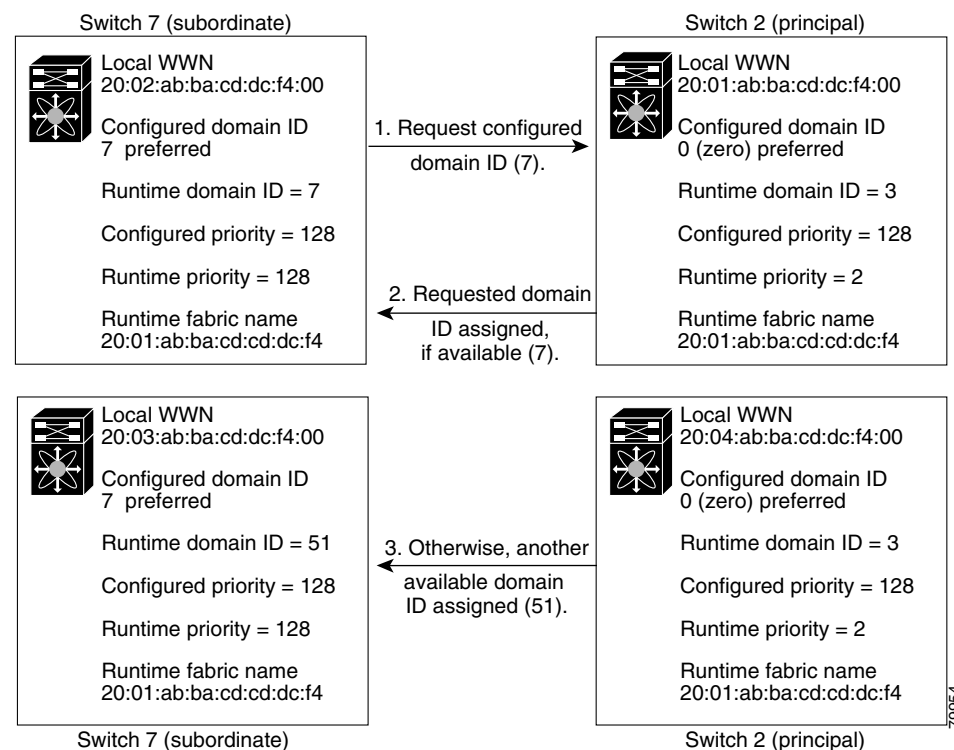 Switch 7 (subordinate)
Local WWN
20:02:ab:ba:cd:dc:f4:00
Configured domain ID
7 preferred
Runtime domain ID = 7
Configured priority = 128
Runtime priority = 128
Runtime fabric name
20:01:ab:ba:cd:cd:dc:f4
1. Request configured
domain ID (7).
2. Requested domain
ID assigned,
if available (7).
Switch 2 (principal)
Local WWN
20:01:ab:ba:cd:dc:f4:00
Configured domain ID
0 (zero) preferred
Runtime domain ID = 3
Configured priority = 128
Runtime priority = 2
Runtime fabric name
20:01:ab:ba:cd:cd:dc:f4
Local WWN
20:03:ab:ba:cd:dc:f4:00
Configured domain ID
7 preferred
Runtime domain ID = 51
Configured priority = 128
Runtime priority = 128
Runtime fabric name
20:01:ab:ba:cd:cd:dc:f4
Switch 7 (subordinate)
3. Otherwise, another
available domain
ID assigned (51).
Local WWN
20:04:ab:ba:cd:dc:f4:00
Configured domain ID
0 (zero) preferred
Runtime domain ID = 3
Configured priority = 128
Runtime priority = 2
Runtime fabric name
20:01:ab:ba:cd:cd:dc:f4
Switch 2 (principal)